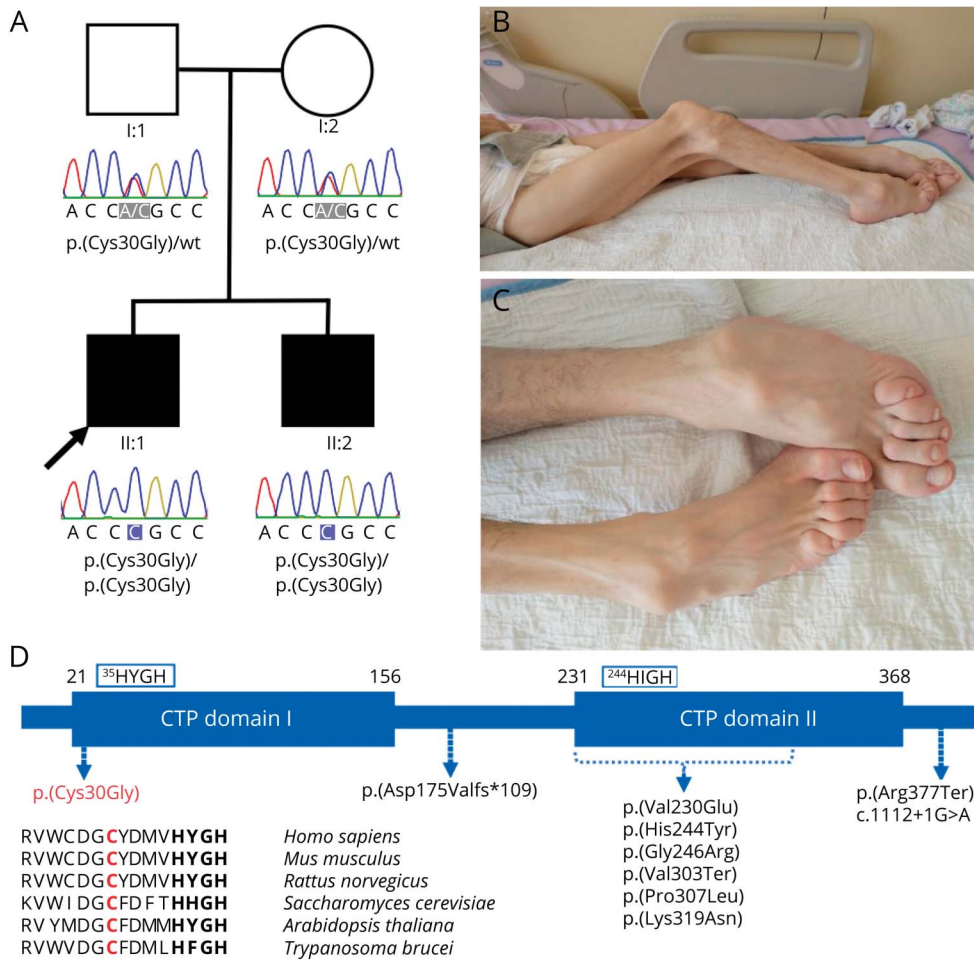 A
B
I:1
I:2
A C C A/C G C C
A C C A/C G C C
p.(Cys30Gly)/wt
p.(Cys30Gly)/wt
C
II:1
II:2
A C C C G C C
A C C C G C C
p.(Cys30Gly)/
p.(Cys30Gly)
p.(Cys30Gly)/
p.(Cys30Gly)
D
21
35HYGH
156
231
244HIGH
368
CTP domain I
CTP domain II
p.(Cys30Gly)
p.(Asp175Valfs*109)
p.(Val230Glu)
p.(His244Tyr)
p.(Gly246Arg)
p.(Val303Ter)
p.(Pro307Leu)
p.(Lys319Asn)
p.(Arg377Ter)
c.1112+1G>A
RVWCDGCYDMVHYGH Homo sapiens
RVWCDGCYDMVHYGH Mus musculus
RVWCDGCYDMVHYGH Rattus norvegicus
KVWIDGCFDFTHHGH Saccharomyces cerevisiae
RVYMDGCFDMMHYGH Arabidopsis thaliana
RVWVDGCFDMLHFGH Trypanosoma brucei